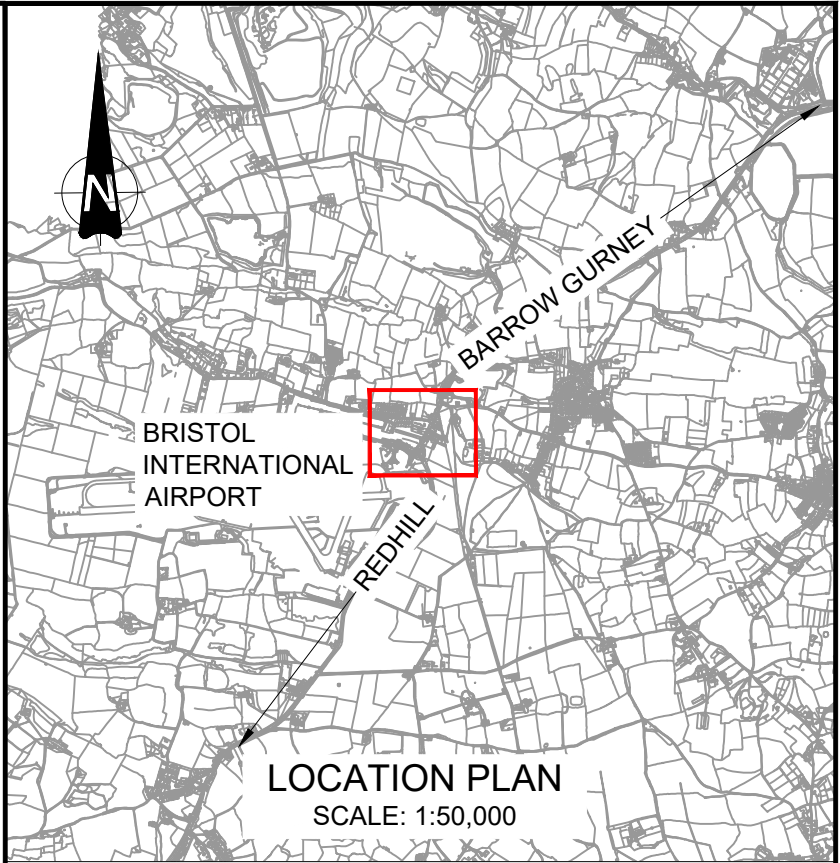 N
BARROW GURNEY
BRISTOL
INTERNATIONAL
AIRPORT
REDHILL
LOCATION PLAN
SCALE: 1:50,000